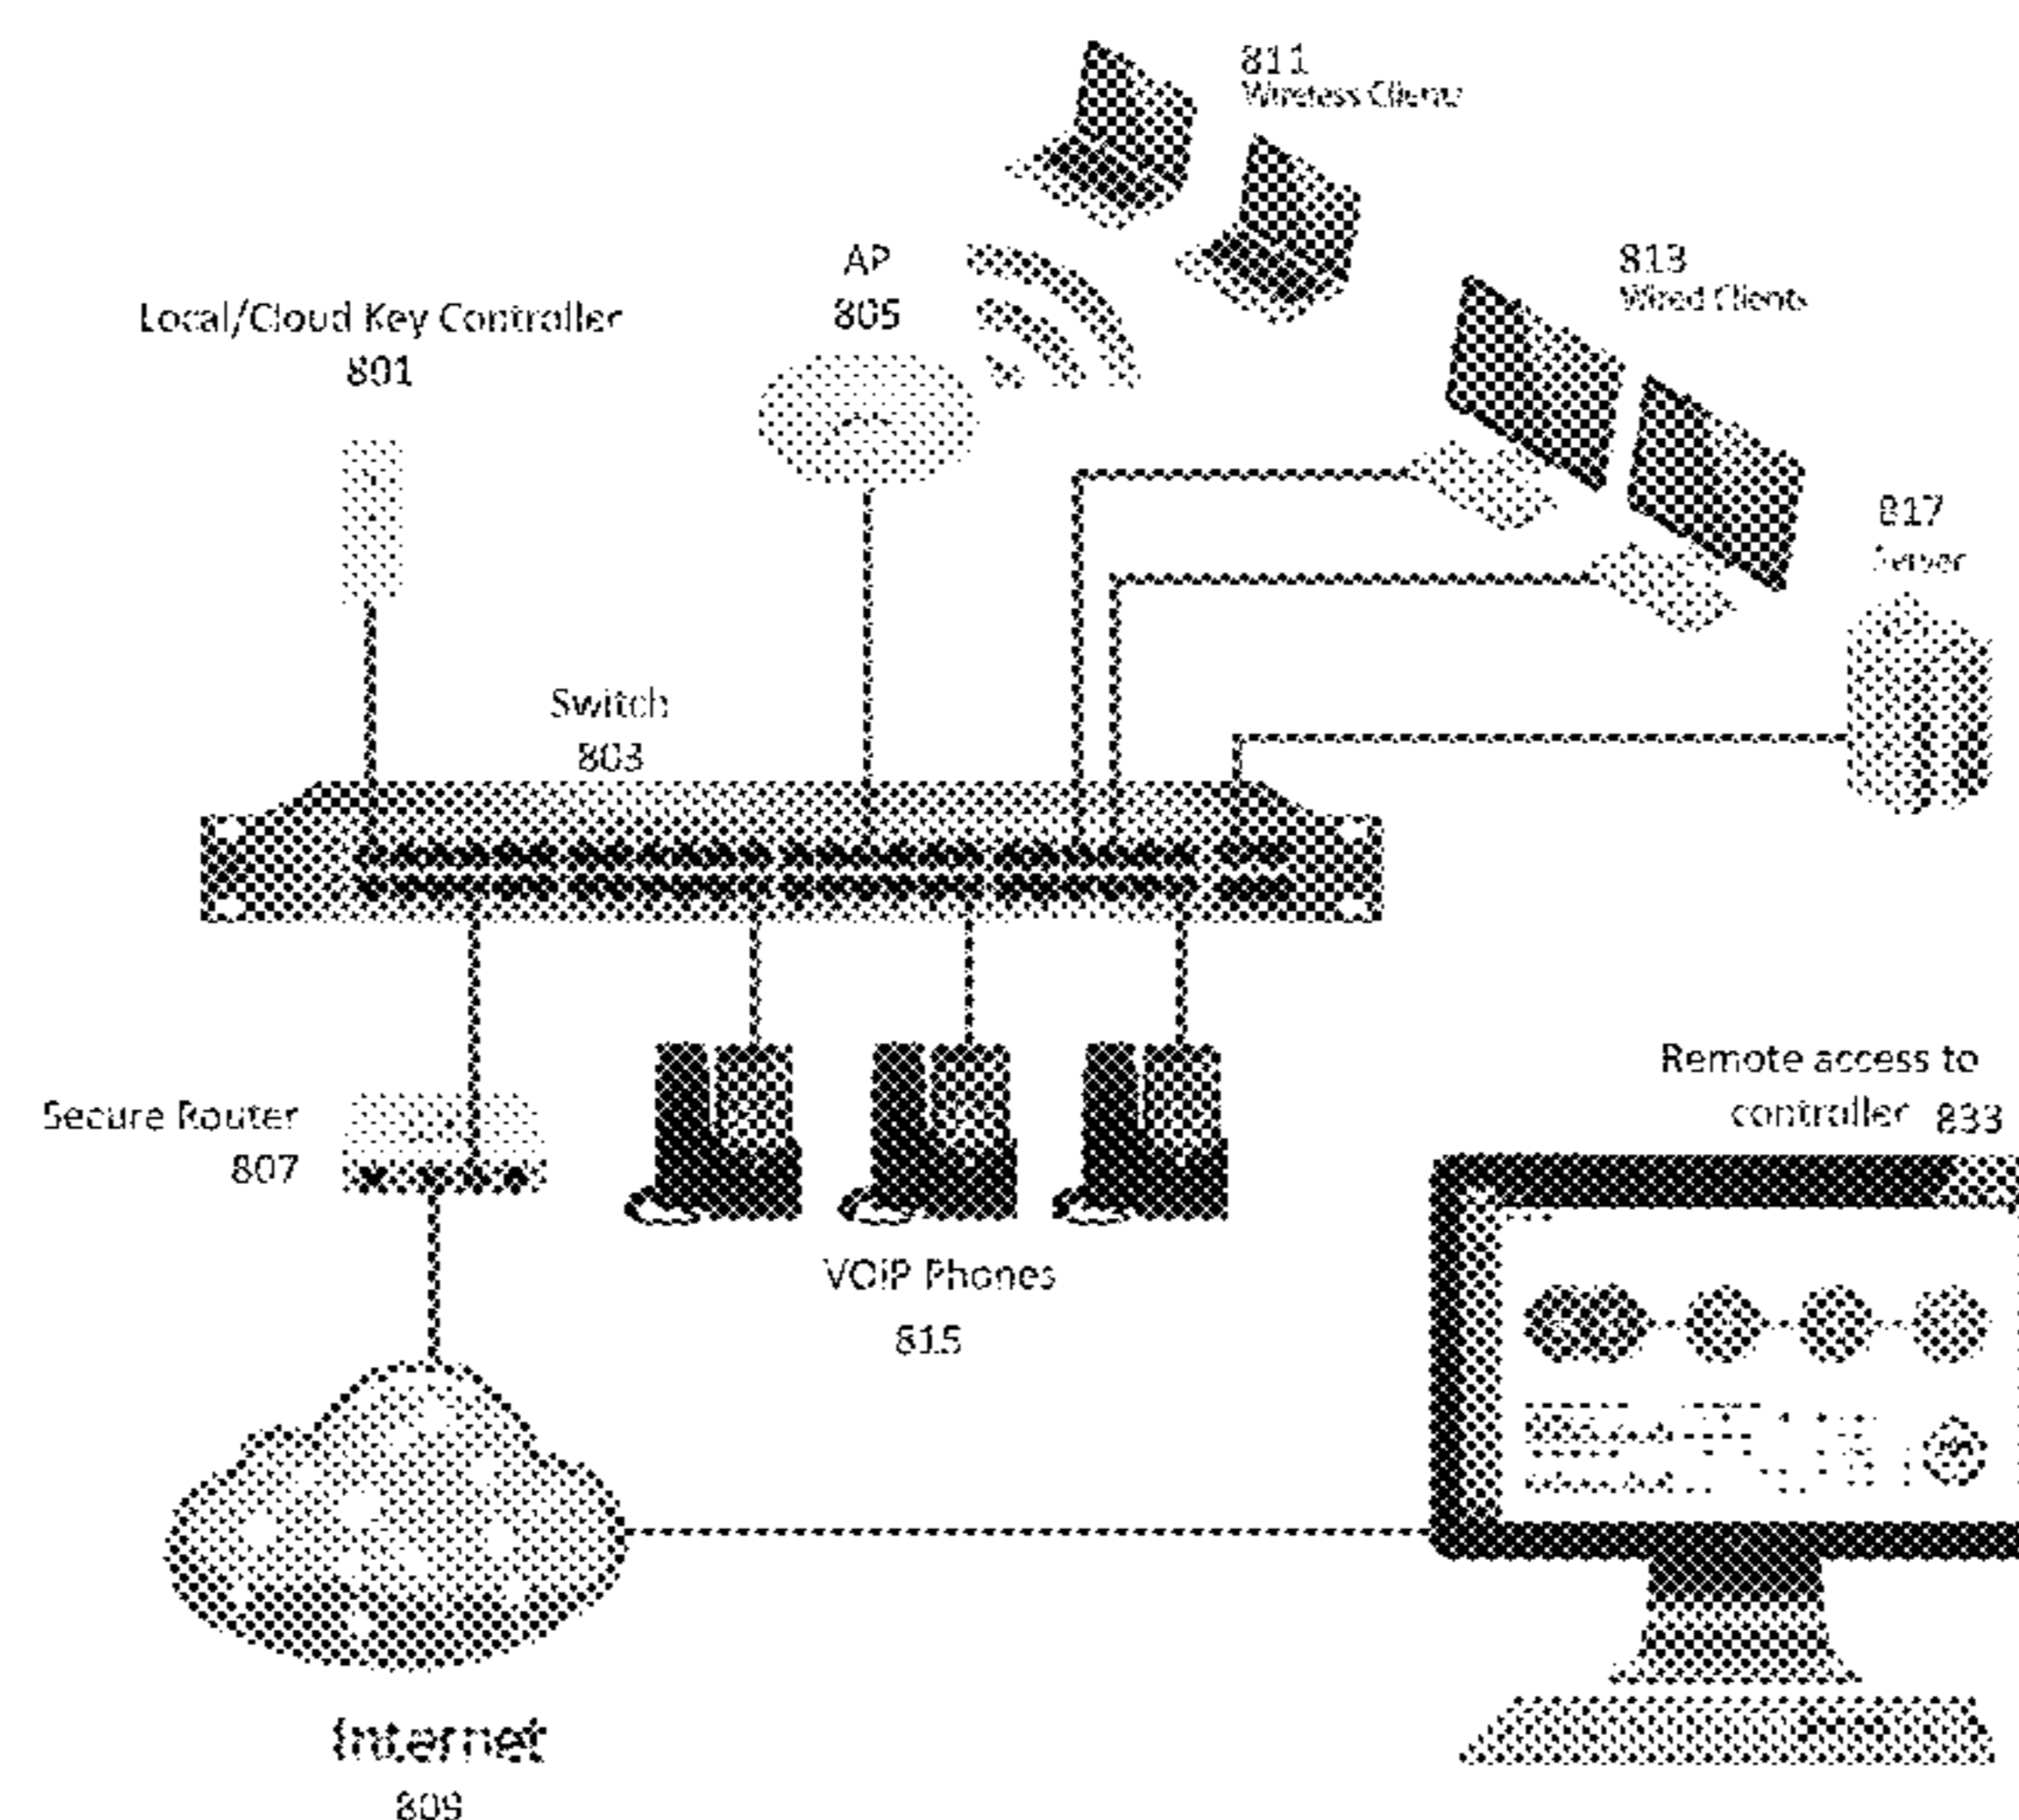 811
Wireless Clients
AP
805
813
Wired Clients
Local/Cloud Key Controller
801
817
Server
Switch
803
Remote access to
controller 833
Secure Router
807
VOIP Phones
815
Internet
809